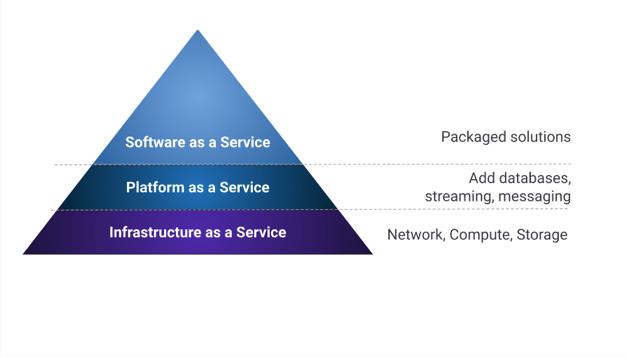 Software as a Service
Packaged solutions
Platform as a Service
Add databases,
streaming, messaging
Infrastructure as a Service
Network, Compute, Storage